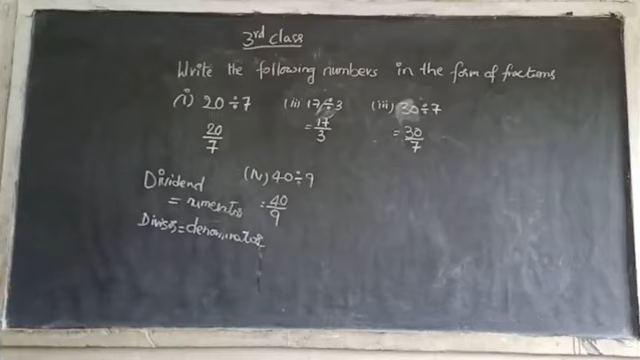 3rd class
Write the following numbers in the form of fractions
(i) 20÷7 (ii) 17÷3 (iii) 30÷7
20/7 =17/3 =30/7
Dividend (iv) 40÷9
= numerator =40/9
Divisor=denominator